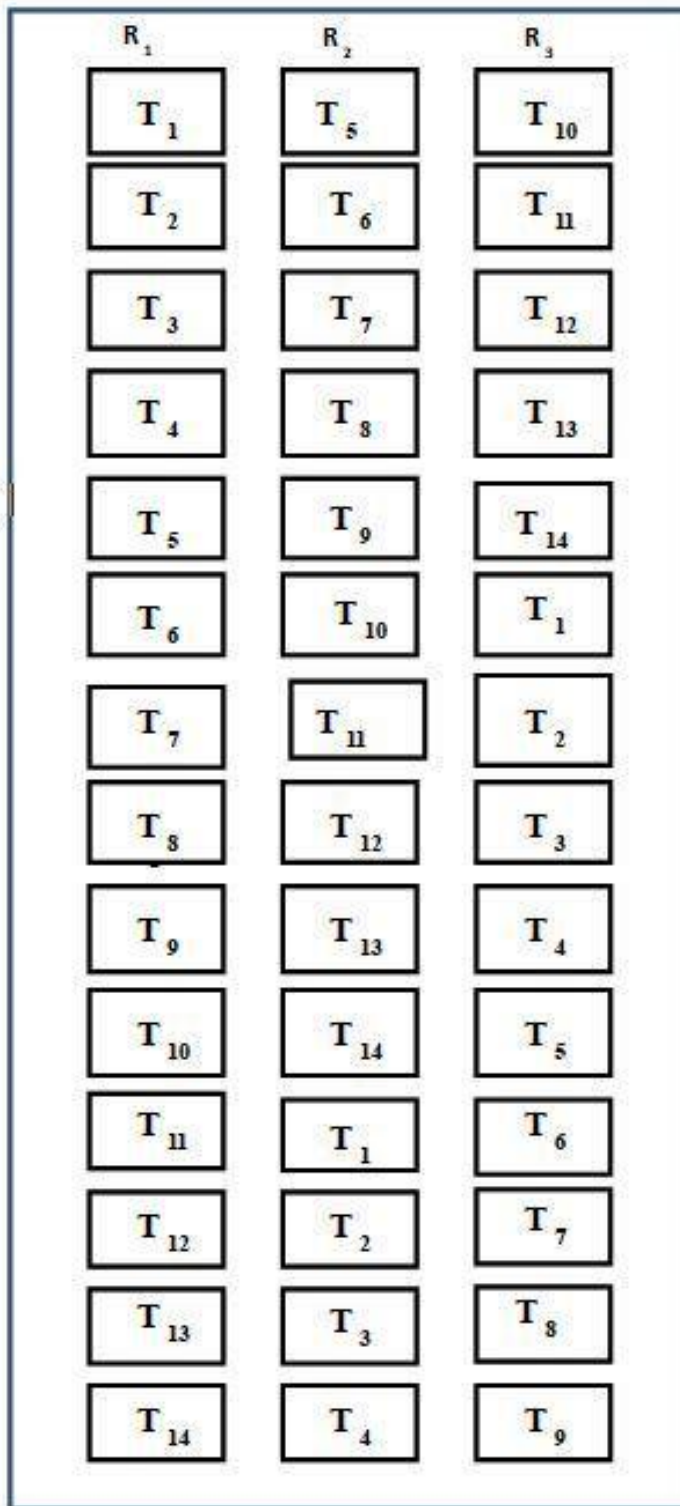 R₁ R₂ R₃
T₁ T₅ T₁₀
T₂ T₆ T₁₁
T₃ T₇ T₁₂
T₄ T₈ T₁₃
T₅ T₉ T₁₄
T₆ T₁₀ T₁
T₇ T₁₁ T₂
T₈ T₁₂ T₃
T₉ T₁₃ T₄
T₁₀ T₁₄ T₅
T₁₁ T₁ T₆
T₁₂ T₂ T₇
T₁₃ T₃ T₈
T₁₄ T₄ T₉